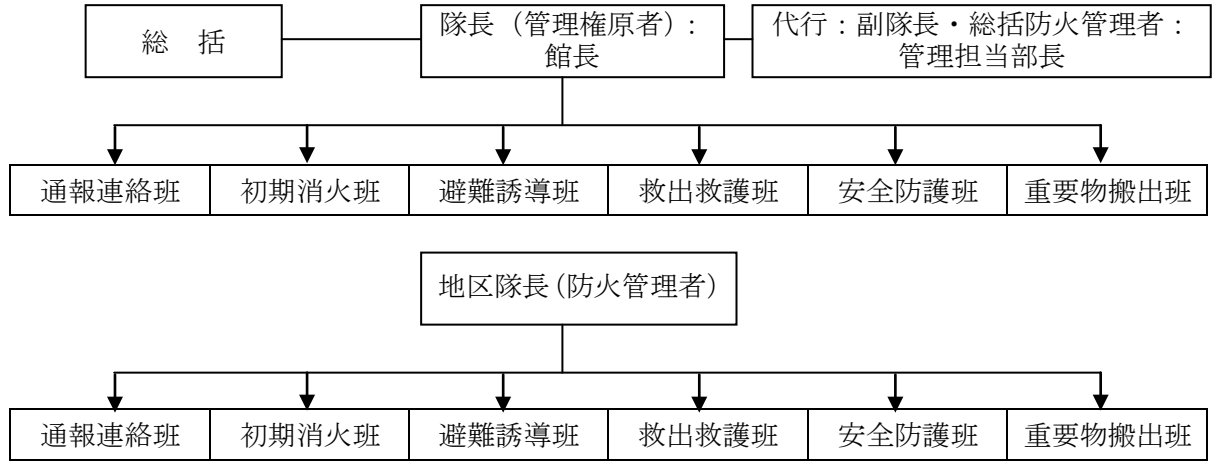 総　括
隊長（管理権原者）：
館長
代行：副隊長・総括防火管理者：
管理担当部長
通報連絡班
初期消火班
避難誘導班
救出救護班
安全防護班
重要物搬出班
地区隊長（防火管理者）
通報連絡班
初期消火班
避難誘導班
救出救護班
安全防護班
重要物搬出班